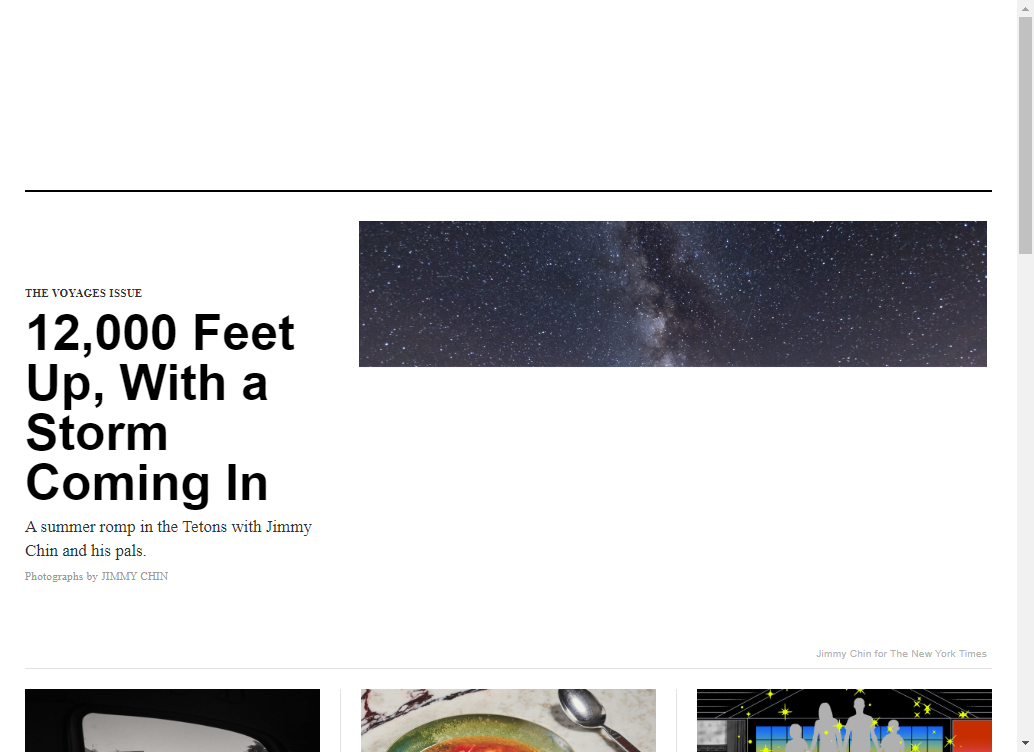 THE VOYAGES ISSUE
12,000 Feet
Up, With a
Storm
Coming In
A summer romp in the Tetons with Jimmy
Chin and his pals.
Photographs by JIMMY CHIN
Jimmy Chin for The New York Times